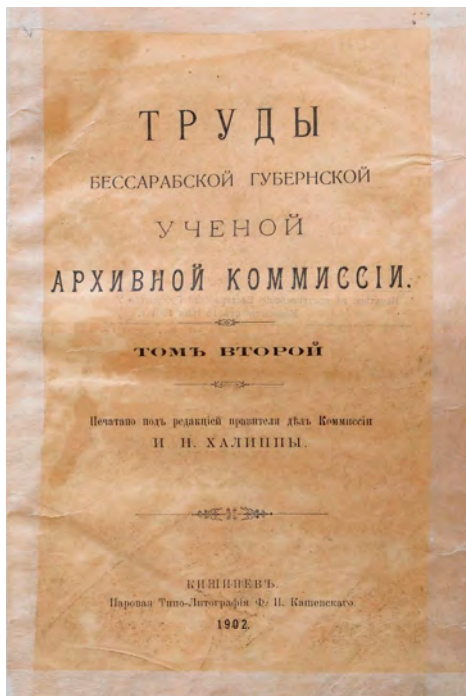 ТРУДЫ
БЕССАРАБСКОЙ ГУБЕРНСКОЙ
УЧЕНОЙ
АРХИВНОЙ КОММИССІИ.
ТОМЪ ВТОРОЙ
Печатано подъ редакціей правителя дѣлъ Коммиссіи
И Н. ХАЛИППЫ.
КИШИНЕВЪ.
Паровая Типо-Литографія Ф. П. Кашевскаго
1902.